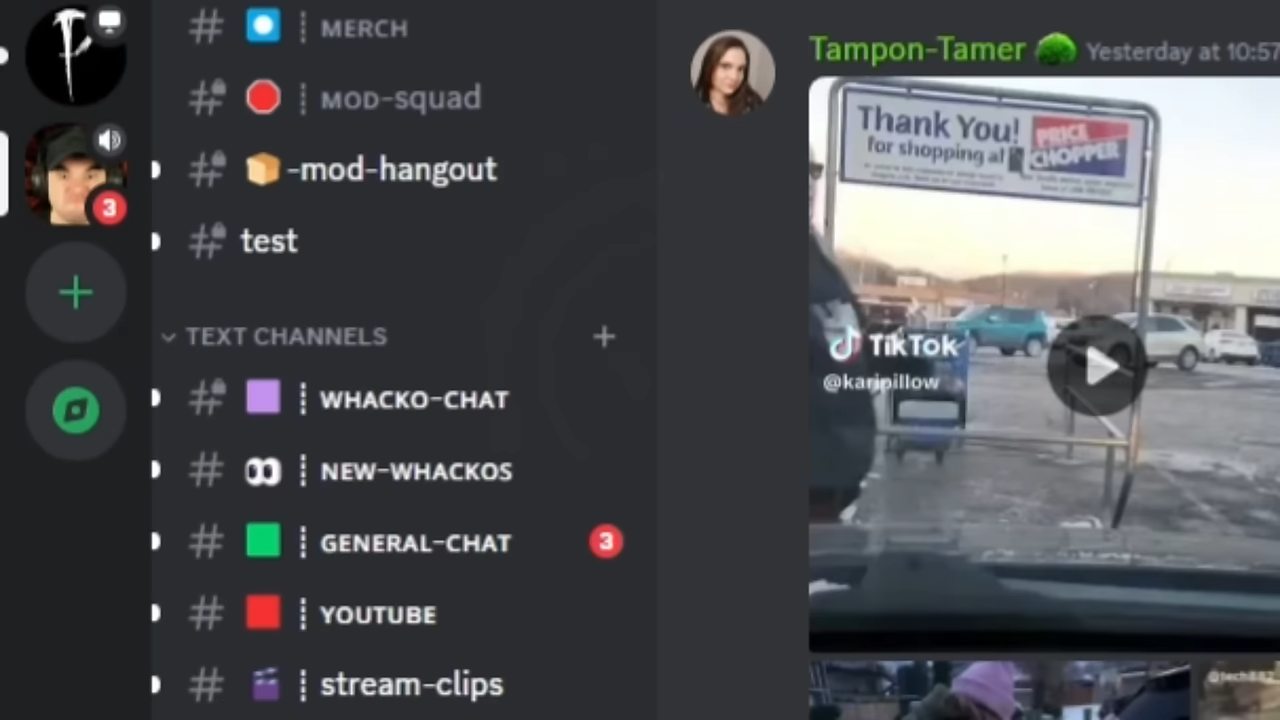 MERCH
MOD-squad
-mod-hangout
test
TEXT CHANNELS
WHACKO-CHAT
NEW-WHACKOS
GENERAL-CHAT 3
YOUTUBE
stream-clips
3
Tampon-Tamer Yesterday at 10:57
Thank You!
for shopping at
PRICE
CHOPPER
TikTok
@karipillow